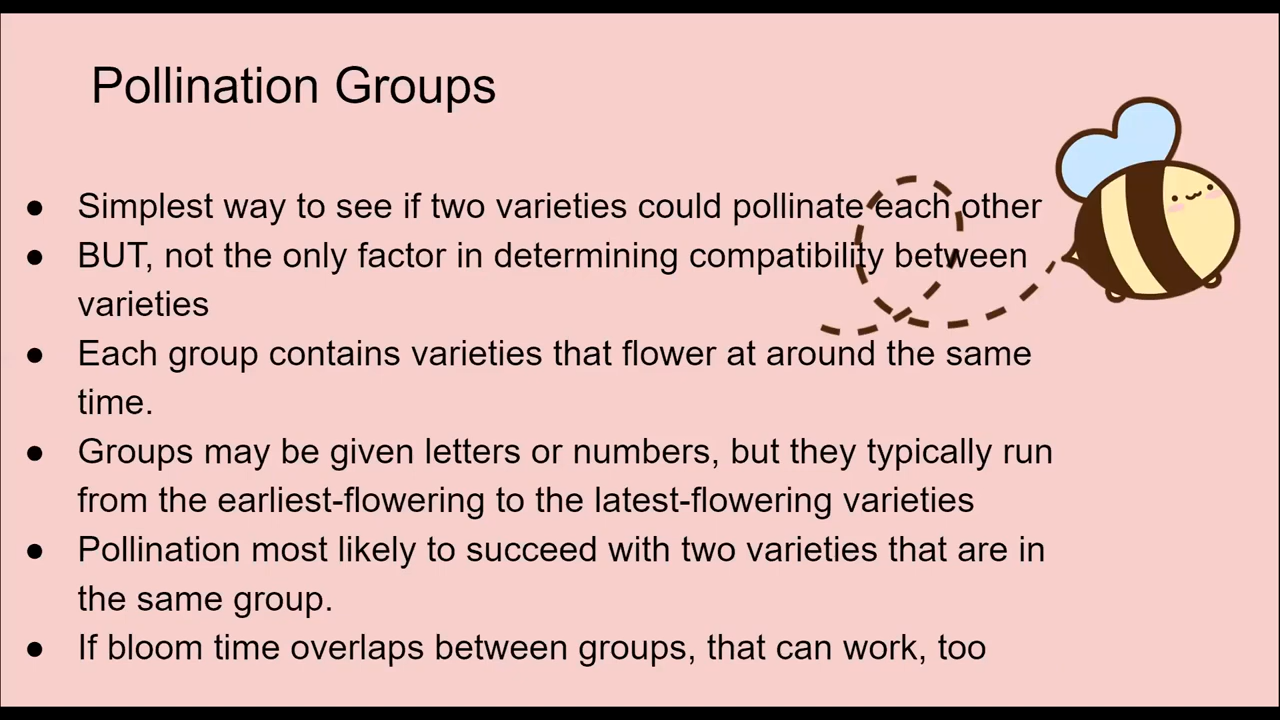 Pollination Groups
● Simplest way to see if two varieties could pollinate each other
● BUT, not the only factor in determining compatibility between
varieties
● Each group contains varieties that flower at around the same
time.
● Groups may be given letters or numbers, but they typically run
from the earliest-flowering to the latest-flowering varieties
● Pollination most likely to succeed with two varieties that are in
the same group.
● If bloom time overlaps between groups, that can work, too